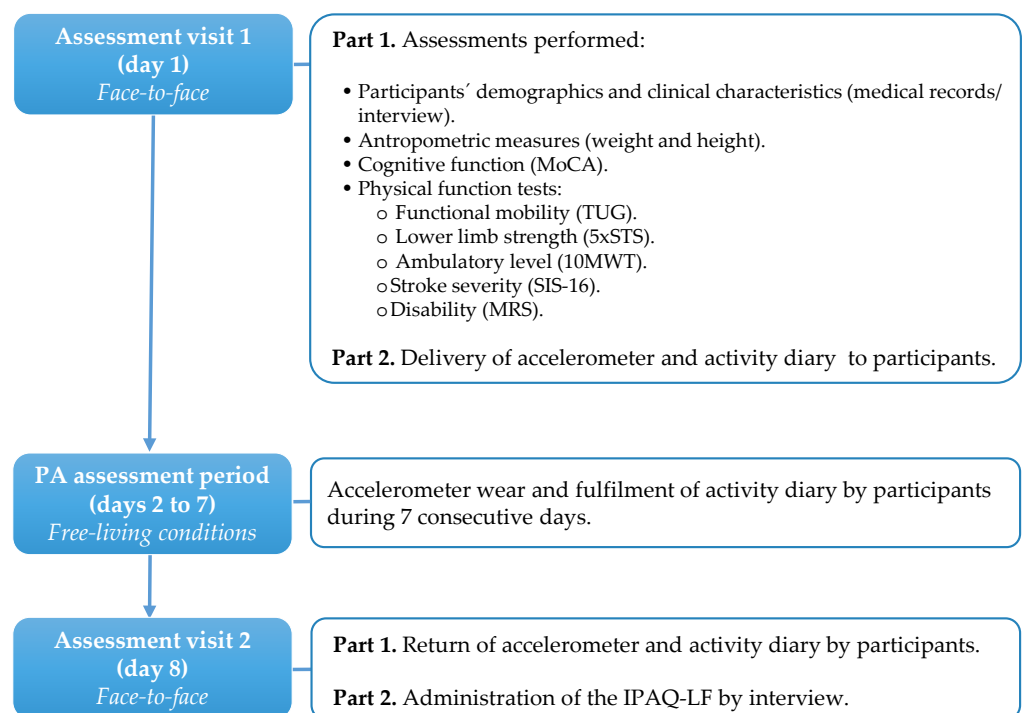 Assessment visit 1
(day 1)
Face-to-face
Part 1. Assessments performed:
• Participants´ demographics and clinical characteristics (medical records/
interview).
• Antropometric measures (weight and height).
• Cognitive function (MoCA).
• Physical function tests:
o Functional mobility (TUG).
o Lower limb strength (5xSTS).
o Ambulatory level (10MWT).
o Stroke severity (SIS-16).
o Disability (MRS).
Part 2. Delivery of accelerometer and activity diary to participants.
PA assessment period
(days 2 to 7)
Free-living conditions
Accelerometer wear and fulfilment of activity diary by participants
during 7 consecutive days.
Assessment visit 2
(day 8)
Face-to-face
Part 1. Return of accelerometer and activity diary by participants.
Part 2. Administration of the IPAQ-LF by interview.